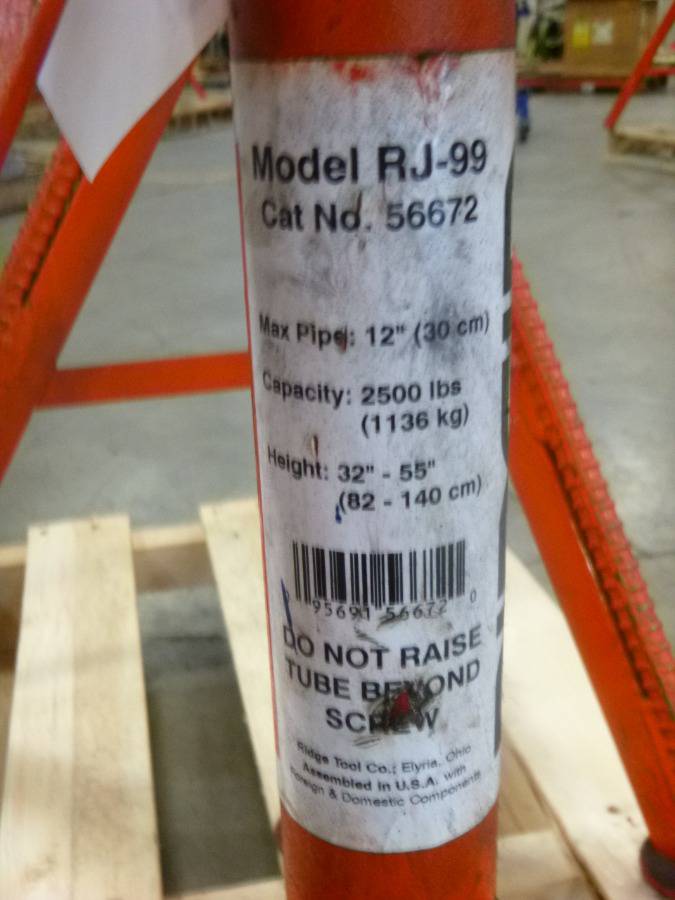 Model RJ-99
Cat No. 56672
Max Pipe: 12" (30 cm)
Capacity: 2500 lbs
(1136 kg)
Height: 32" - 55"
(82 - 140 cm)
95691 56672 0
DO NOT RAISE
TUBE BEYOND
SCREW
Ridge Tool Co.; Elyria, Ohio
Assembled in U.S.A. with
Foreign & Domestic Components